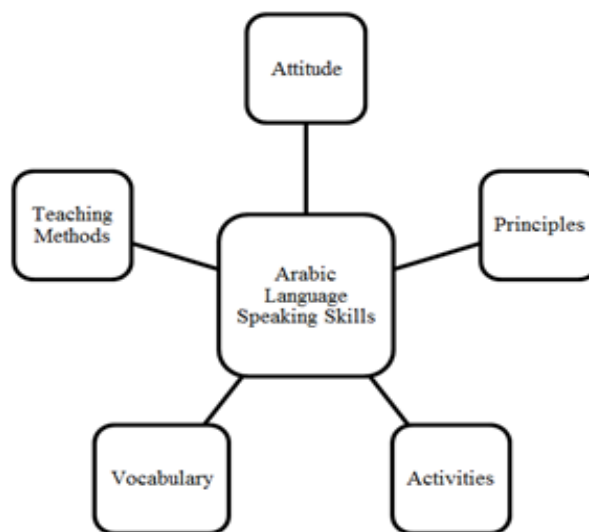 Attitude
Teaching
Methods
Principles
Arabic
Language
Speaking Skills
Vocabulary
Activities